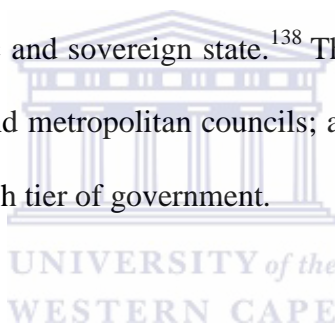 and sovereign state.138 Th
d metropolitan councils; a
h tier of government.
UNIVERSITY of the
WESTERN CAPE